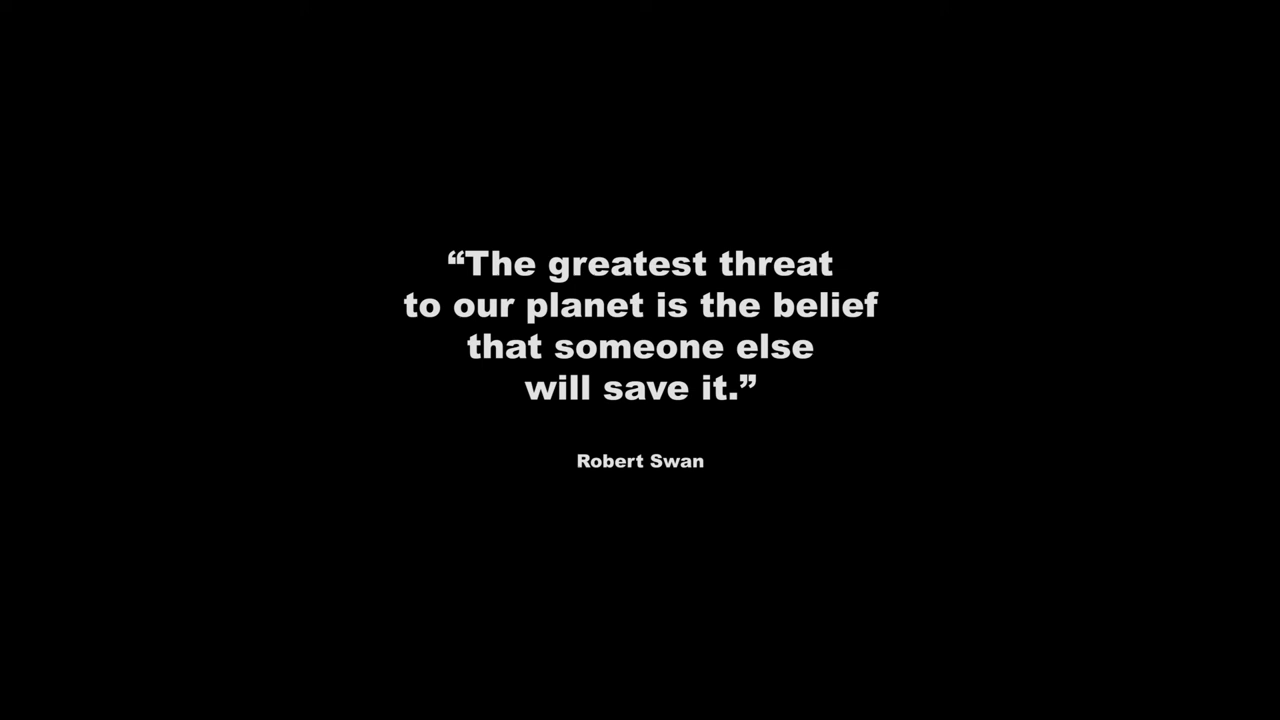 “The greatest threat
to our planet is the belief
that someone else
will save it.”
Robert Swan